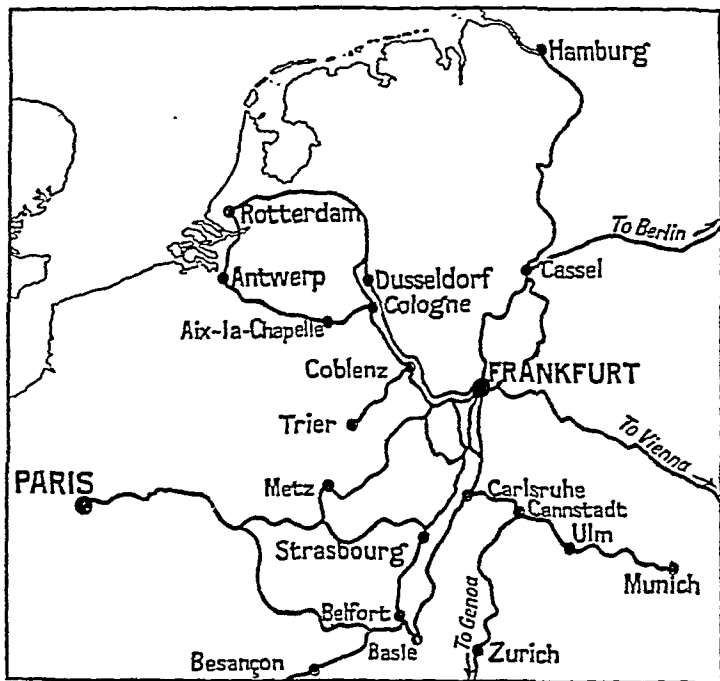 Hamburg
Rotterdam
To Berlin
Antwerp
Dusseldorf
Cassel
Cologne
Aix-la-Chapelle
Coblenz
FRANKFURT
Trier
To Vienna
PARIS
Metz
Carlsruhe
Cannstadt
Strasbourg
Ulm
Munich
Belfort
To Genoa
Basle
Zurich
Besançon